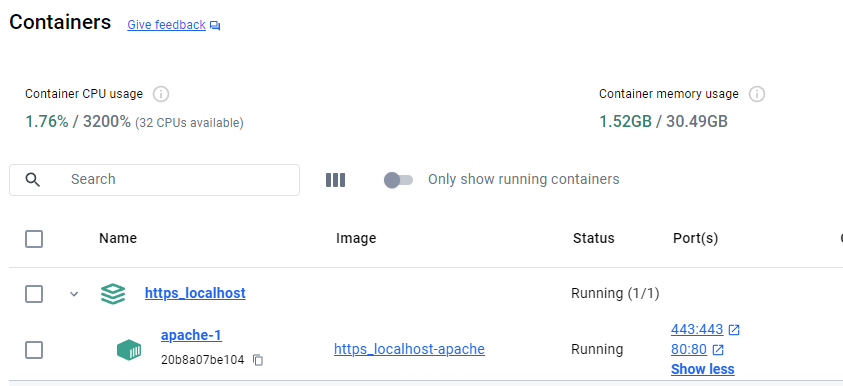 Containers Give feedback
Container CPU usage
1.76% / 3200% (32 CPUs available)
Container memory usage
1.52GB / 30.49GB
Search
Only show running containers
Name Image Status Port(s)
https_localhost Running (1/1)
apache-1 https_localhost-apache Running 443:443
20b8a07be104 80:80
Show less